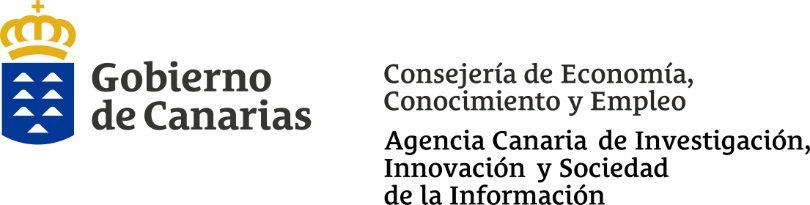 Gobierno
de Canarias
Consejería de Economía,
Conocimiento y Empleo
Agencia Canaria de Investigación,
Innovación y Sociedad
de la Información